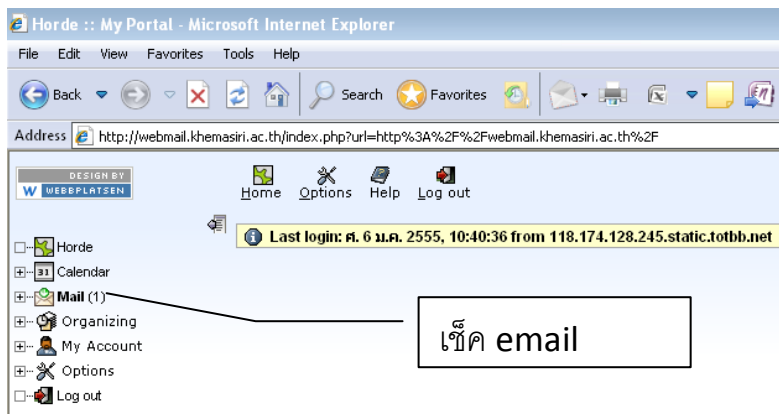 Horde :: My Portal - Microsoft Internet Explorer
File Edit View Favorites Tools Help
Back Search Favorites
Address http://webmail.khemasiri.ac.th/index.php?url=http%3A%2F%2Fwebmail.khemasiri.ac.th%2F
DESIGN BY
W WEBBPLATSEN
Home Options Help Log out
Last login: ศ. 6 ม.ค. 2555, 10:40:36 from 118.174.128.245.static.totbb.net
Horde
31 Calendar
Mail (1)
เช็ค email
Organizing
My Account
Options
Log out